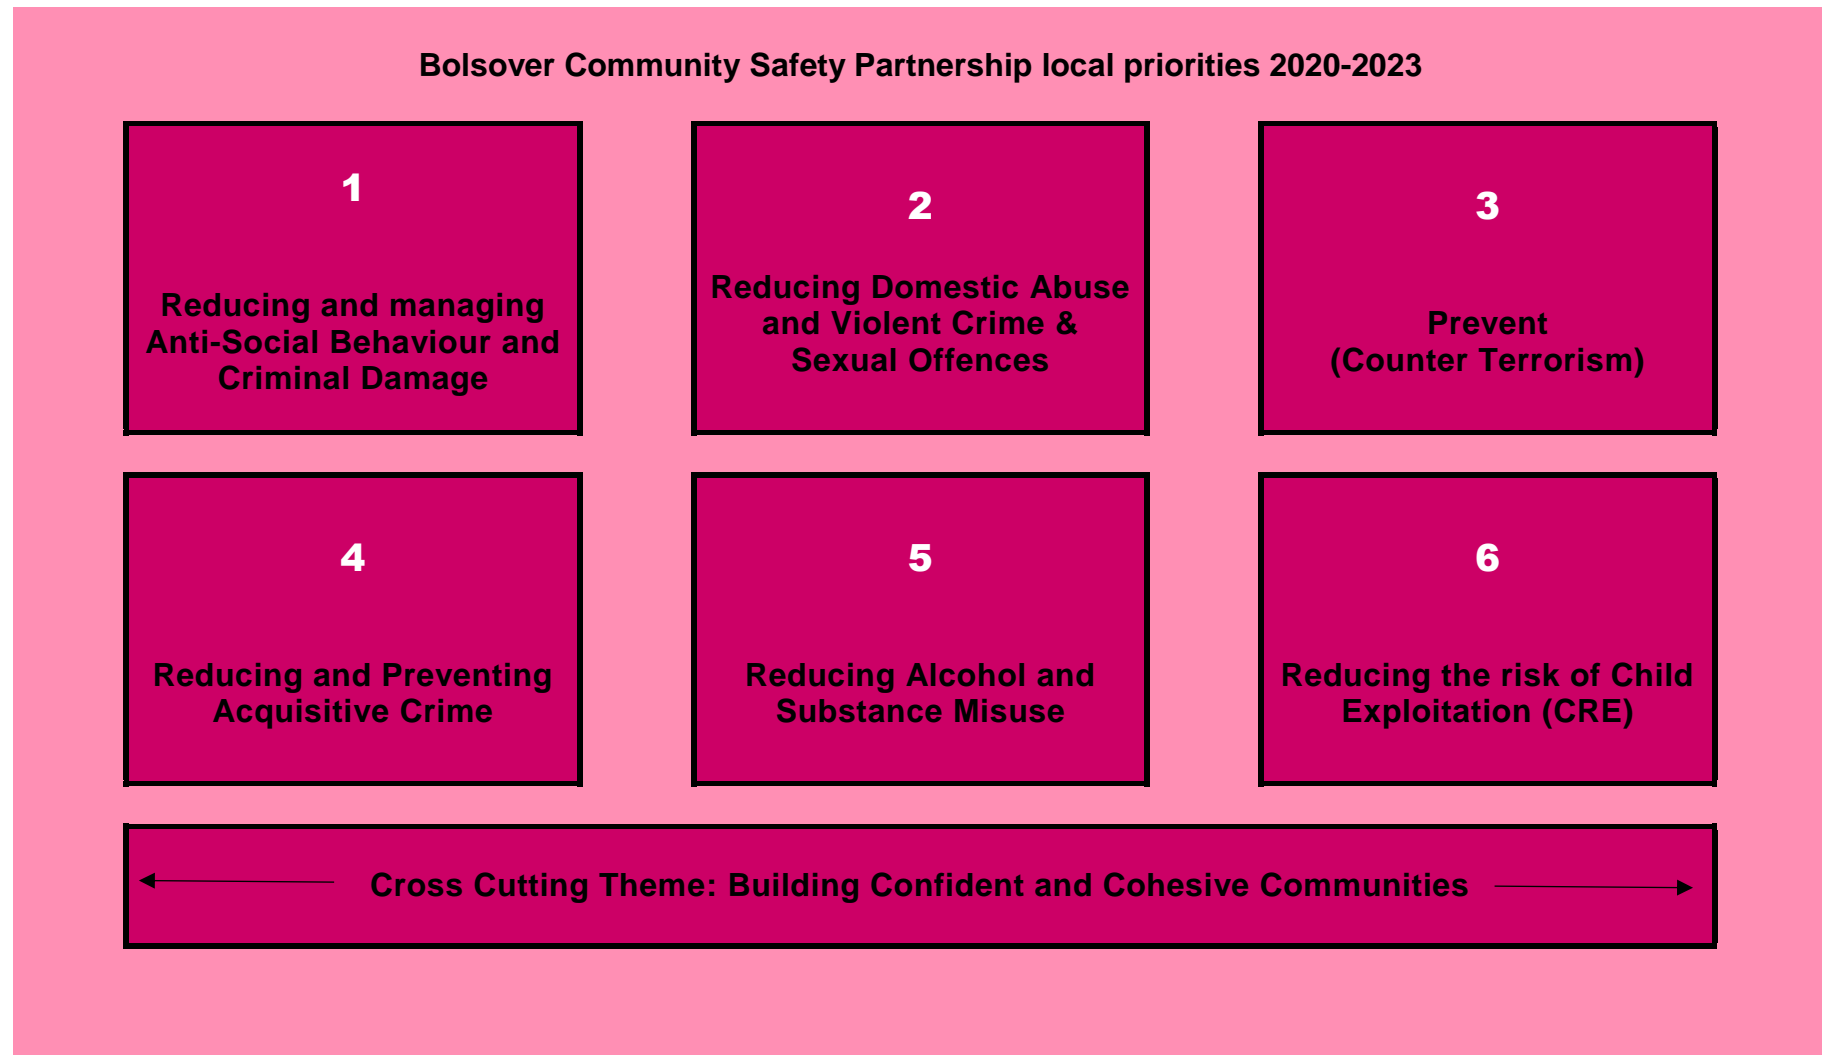 Bolsover Community Safety Partnership local priorities 2020-2023
1
Reducing and managing
Anti-Social Behaviour and
Criminal Damage
2
Reducing Domestic Abuse
and Violent Crime &
Sexual Offences
3
Prevent
(Counter Terrorism)
4
Reducing and Preventing
Acquisitive Crime
5
Reducing Alcohol and
Substance Misuse
6
Reducing the risk of Child
Exploitation (CRE)
Cross Cutting Theme: Building Confident and Cohesive Communities